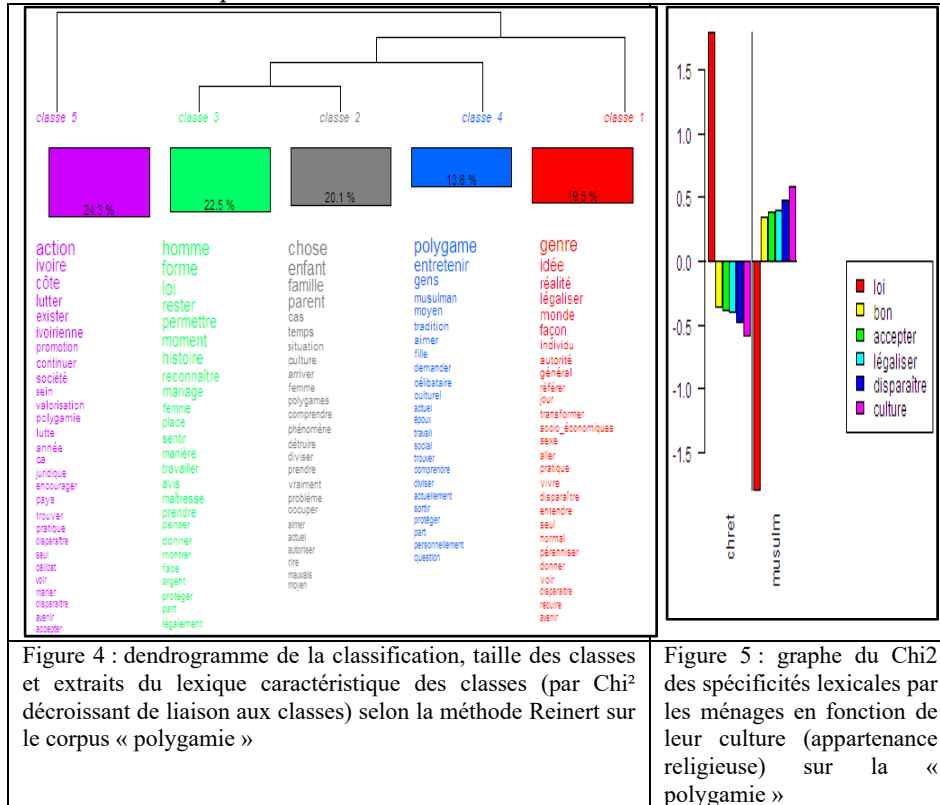 classe 5
classe 3
classe 2
classe 4
classe 1
24.3 %
22.5 %
20.1 %
13.6 %
19.5 %
action
ivoire
côte
lutter
exister
ivoirienne
promotion
continuer
société
sein
valorisation
polygamie
lutte
année
ca
juridique
encourager
pays
trouver
pratique
disparaître
seul
célibat
voir
marier
disparaître
avenir
accepter
homme
forme
loi
rester
permettre
moment
histoire
reconnaître
mariage
femme
place
sentir
manière
travailler
avis
maîtresse
prendre
penser
donner
montrer
face
argent
protéger
part
légalement
chose
enfant
famille
parent
cas
temps
situation
culture
arriver
femme
polygames
comprendre
phénomène
détruire
diviser
prendre
vraiment
problème
occuper
aimer
actuel
autoriser
rire
mauvais
moyen
polygame
entretenir
gens
musulman
moyen
tradition
aimer
fille
demander
célibataire
culturel
actuel
époux
travail
social
trouver
comprendre
diviser
actuellement
sortir
protéger
part
personnellement
question
genre
idée
réalité
légaliser
monde
façon
individu
autorité
général
référer
jour
transformer
socio_économiques
sexe
aller
pratique
vivre
disparaître
entendre
seul
normal
pérenniser
donner
voir
disparaitre
réduire
avenir
Figure 4 : dendrogramme de la classification, taille des classes
et extraits du lexique caractéristique des classes (par Chi²
décroissant de liaison aux classes) selon la méthode Reinert sur
le corpus « polygamie »
1.5
1.0
0.5
0.0
-0.5
-1.0
-1.5
chret
musulm
loi
bon
accepter
légaliser
disparaître
culture
Figure 5 : graphe du Chi2
des spécificités lexicales par
les ménages en fonction de
leur culture (appartenance
religieuse) sur la «
polygamie »